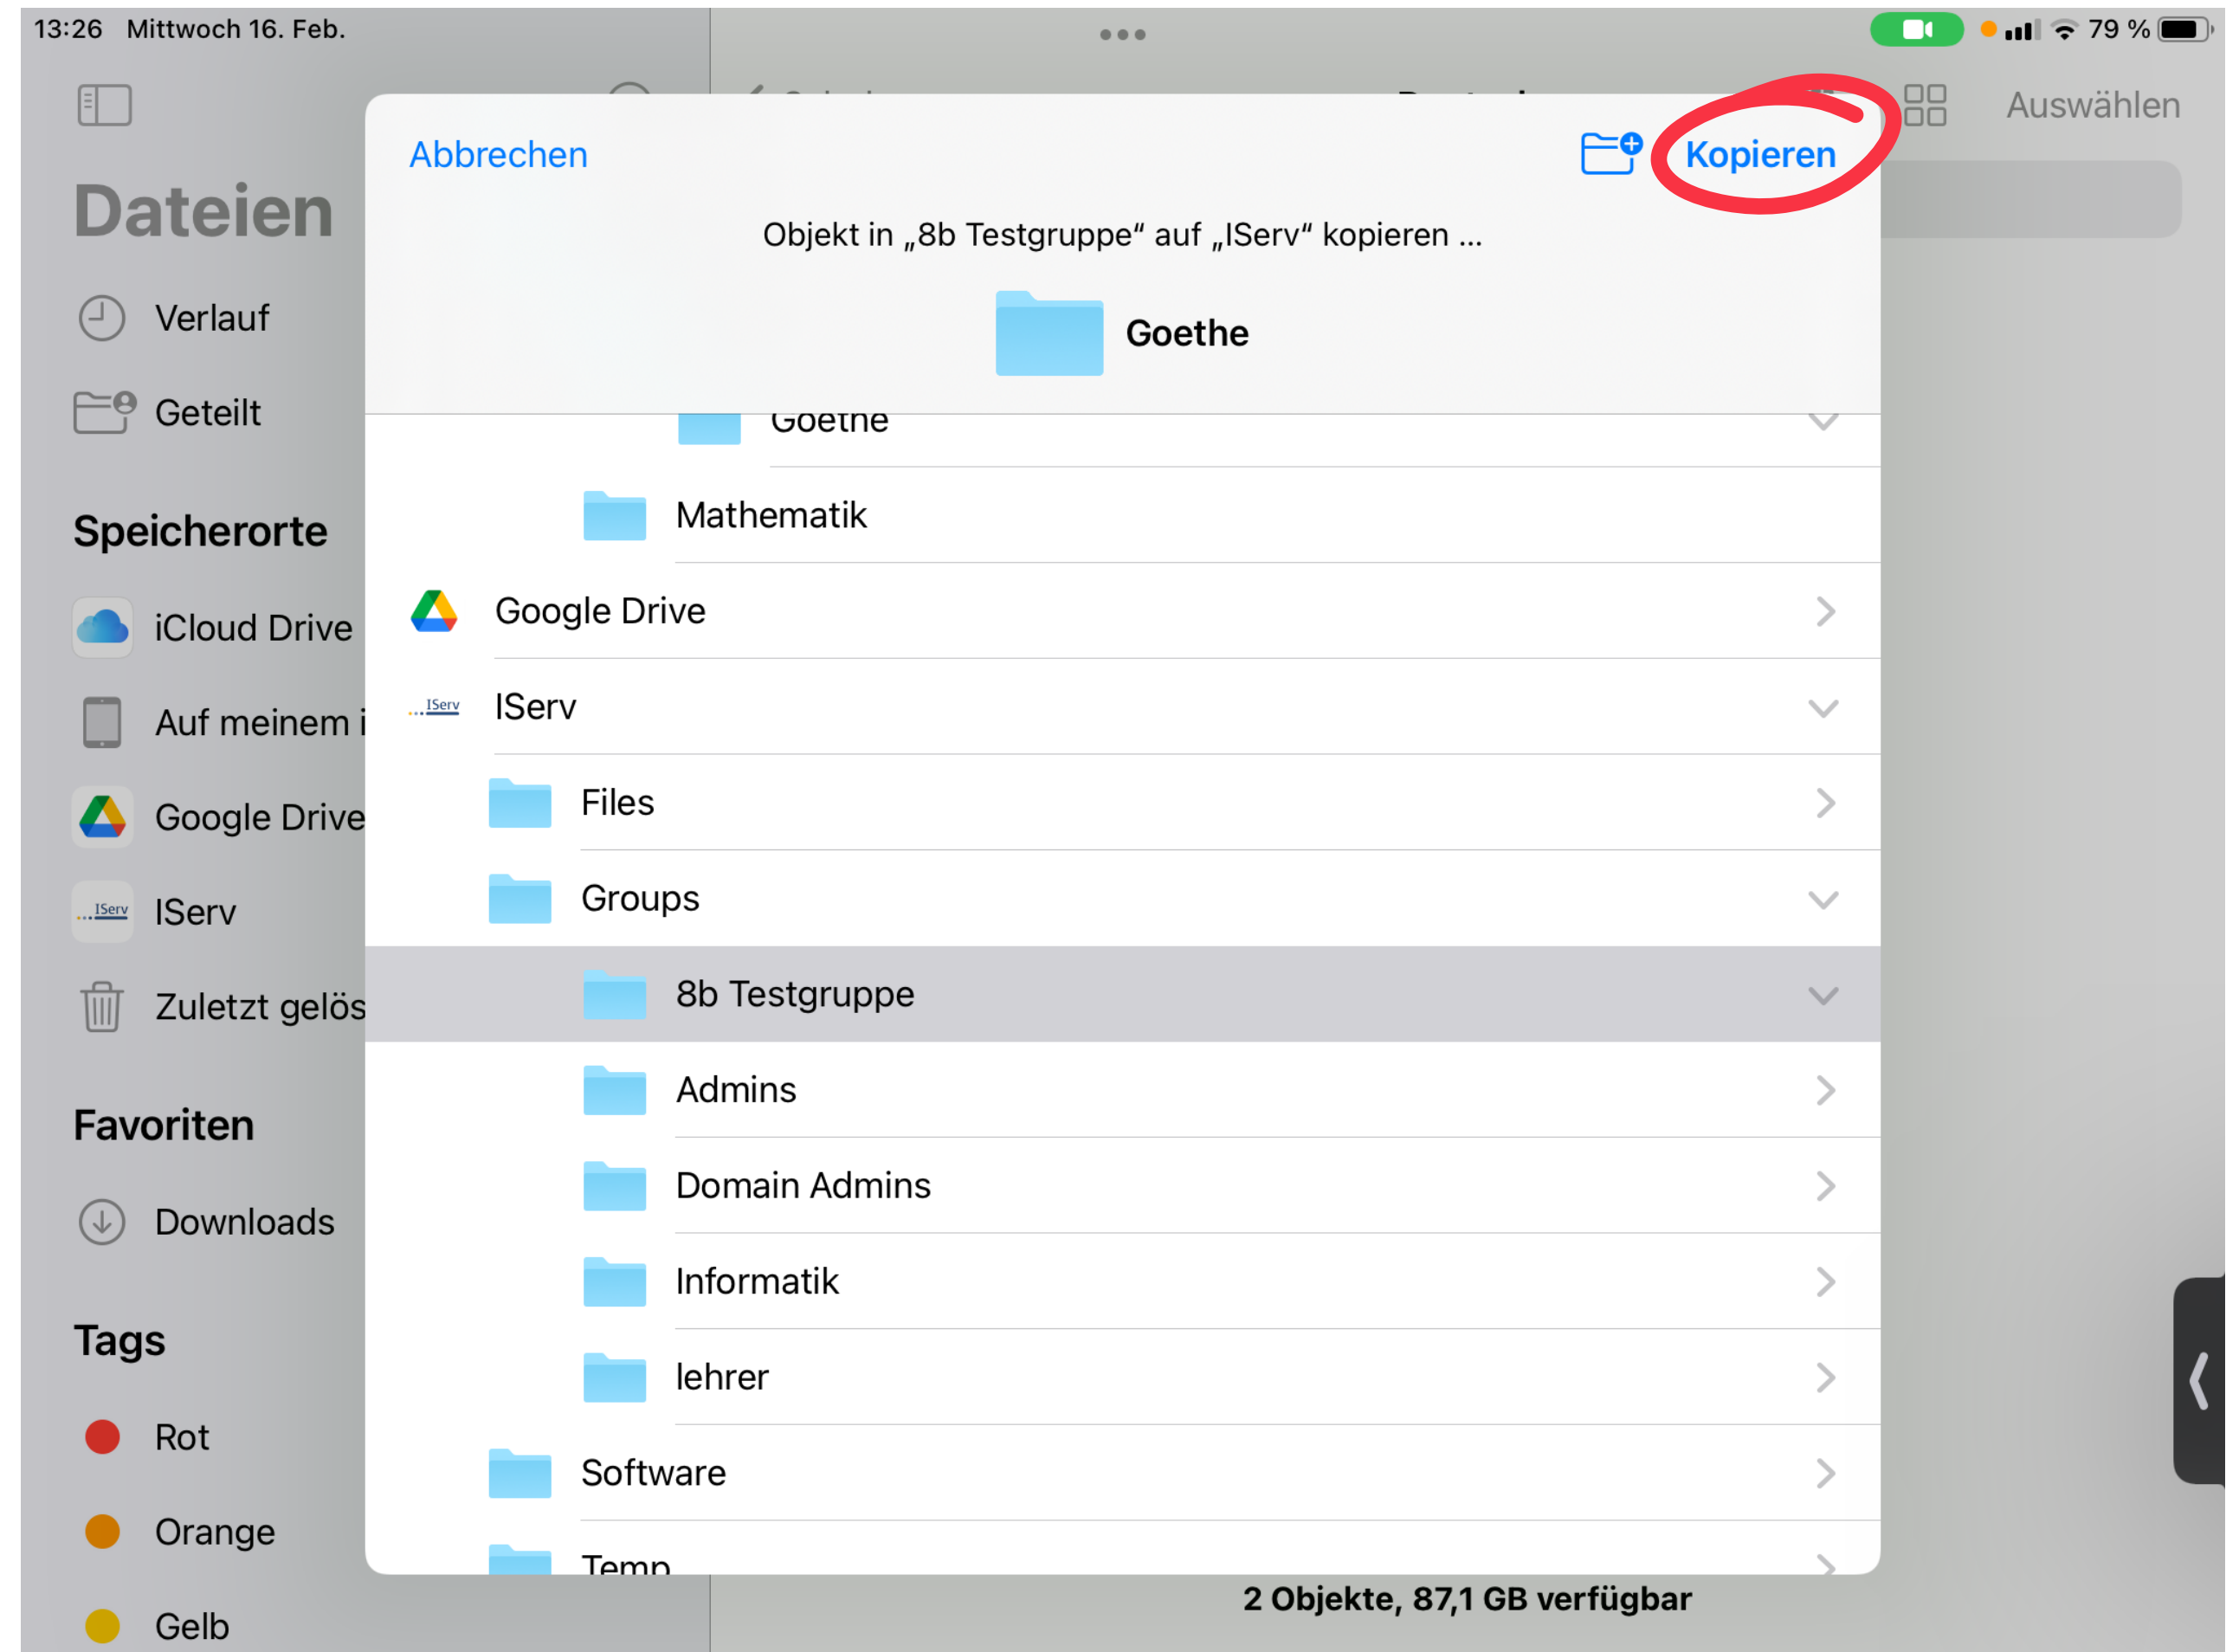 13:26 Mittwoch 16. Feb.
79 %
Auswählen
Abbrechen
Kopieren
Dateien
Objekt in „8b Testgruppe“ auf „IServ“ kopieren ...
Goethe
Verlauf
Geteilt
Goethe
Mathematik
Speicherorte
Google Drive
iCloud Drive
IServ
IServ
Auf meinem i
Files
Google Drive
Groups
IServ
IServ
8b Testgruppe
Zuletzt gelös
Admins
Favoriten
Domain Admins
Downloads
Informatik
Tags
lehrer
Rot
Software
Orange
Temp
2 Objekte, 87,1 GB verfügbar
Gelb